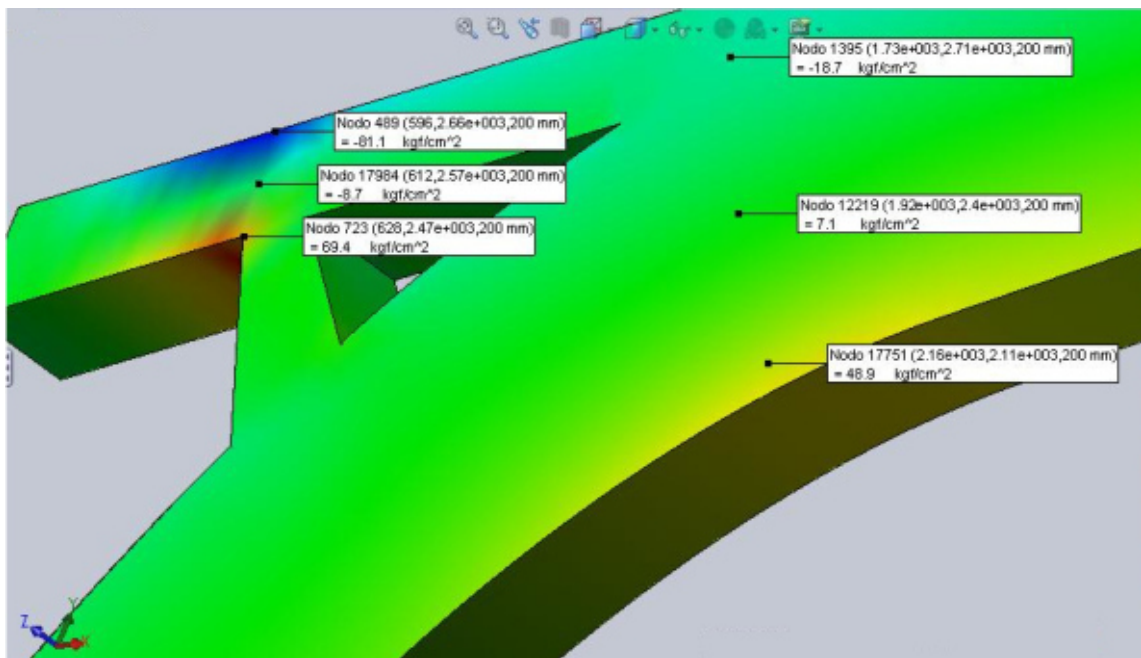 Nodo 1395 (1.73e+003,2.71e+003,200 mm)
= -18.7 kgf/cm^2
Nodo 489 (596,2.66e+003,200 mm)
= -81.1 kgf/cm^2
Nodo 17984 (612,2.57e+003,200 mm)
= -8.7 kgf/cm^2
Nodo 12219 (1.92e+003,2.4e+003,200 mm)
= 7.1 kgf/cm^2
Nodo 723 (628,2.47e+003,200 mm)
= 69.4 kgf/cm^2
Nodo 17751 (2.16e+003,2.11e+003,200 mm)
= 48.9 kgf/cm^2
Y
Z
X